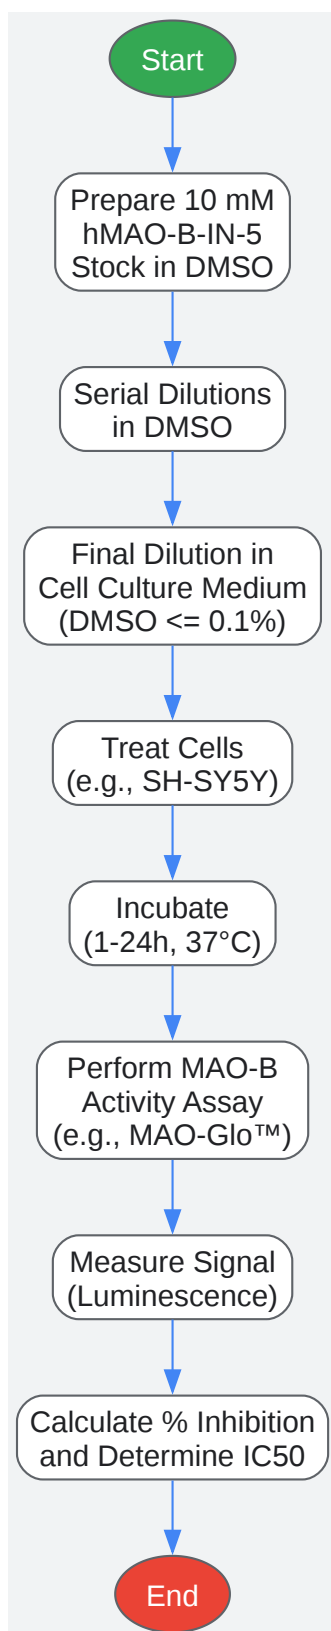 Start
Prepare 10 mM
hMAO-B-IN-5
Stock in DMSO
Serial Dilutions
in DMSO
Final Dilution in
Cell Culture Medium
(DMSO <= 0.1%)
Treat Cells
(e.g., SH-SY5Y)
Incubate
(1-24h, 37°C)
Perform MAO-B
Activity Assay
(e.g., MAO-Glo™)
Measure Signal
(Luminescence)
Calculate % Inhibition
and Determine IC50
End